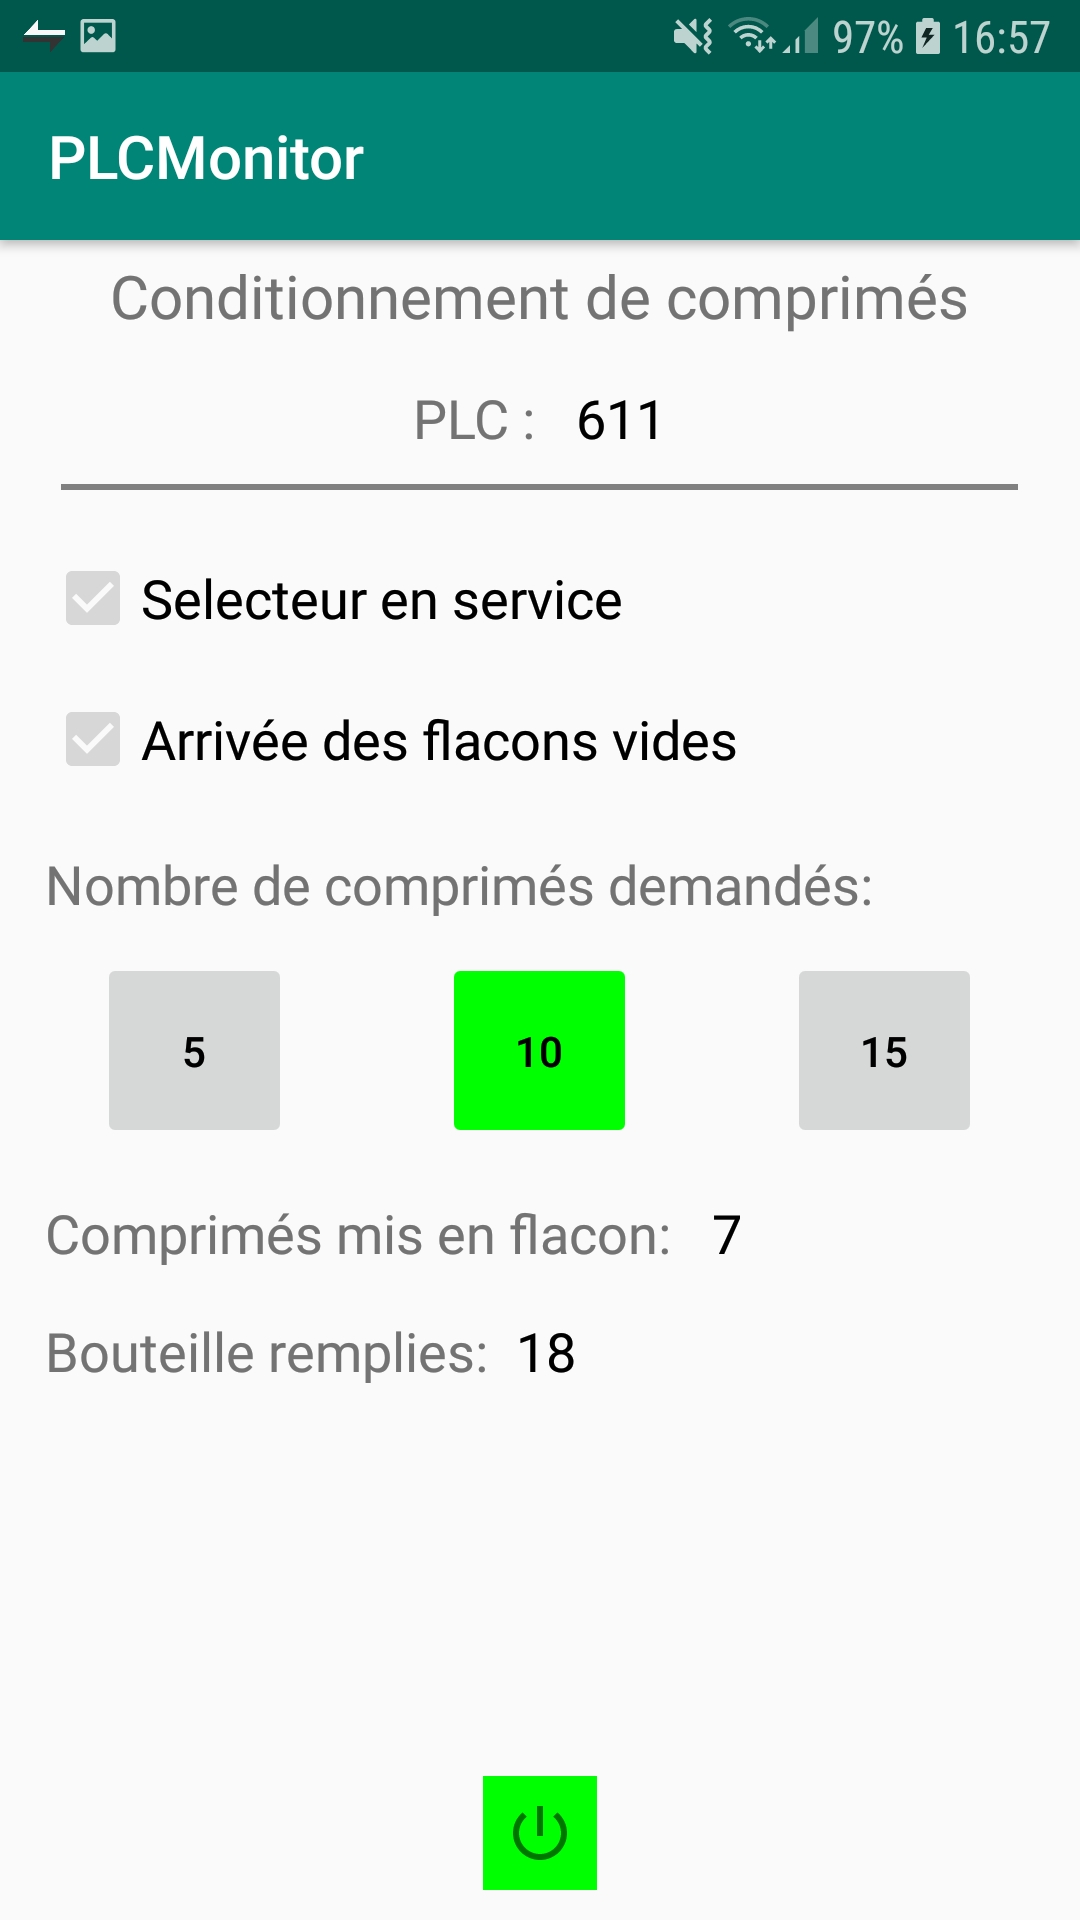 97% 16:57
PLCMonitor
Conditionnement de comprimés
PLC : 611
Selecteur en service
Arrivée des flacons vides
Nombre de comprimés demandés:
5 10 15
Comprimés mis en flacon: 7
Bouteille remplies: 18